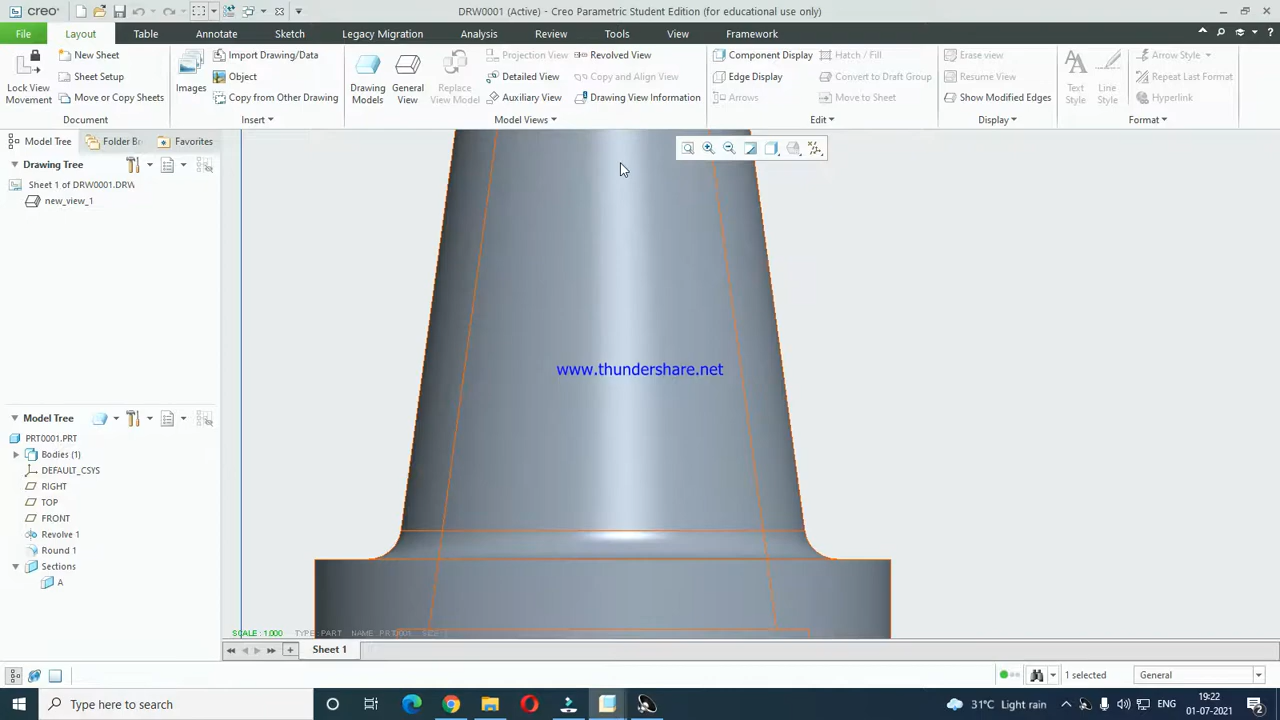 creo
DRW0001 (Active) - Creo Parametric Student Edition (for educational use only)
File Layout Table Annotate Sketch Legacy Migration Analysis Review Tools View Framework
Lock View Movement
New Sheet
Sheet Setup
Move or Copy Sheets
Document
Images
Import Drawing/Data
Object
Copy from Other Drawing
Insert
Drawing Models
General View
Replace View Model
Projection View
Detailed View
Auxiliary View
Revolved View
Copy and Align View
Drawing View Information
Model Views
Component Display
Edge Display
Arrows
Hatch / Fill
Convert to Draft Group
Move to Sheet
Edit
Erase view
Resume View
Show Modified Edges
Display
Text Style
Line Style
Arrow Style
Repeat Last Format
Hyperlink
Format
Model Tree
Folder B
Favorites
Drawing Tree
Sheet 1 of DRW0001.DRW
new_view_1
Model Tree
PRT0001.PRT
Bodies (1)
DEFAULT_CSYS
RIGHT
TOP
FRONT
Revolve 1
Round 1
Sections
A
www.thundershare.net
SCALE : 1.000 TYPE : PART NAME : PRT0001
Sheet 1
1 selected
General
Type here to search
31°C Light rain
ENG
19:22
01-07-2021